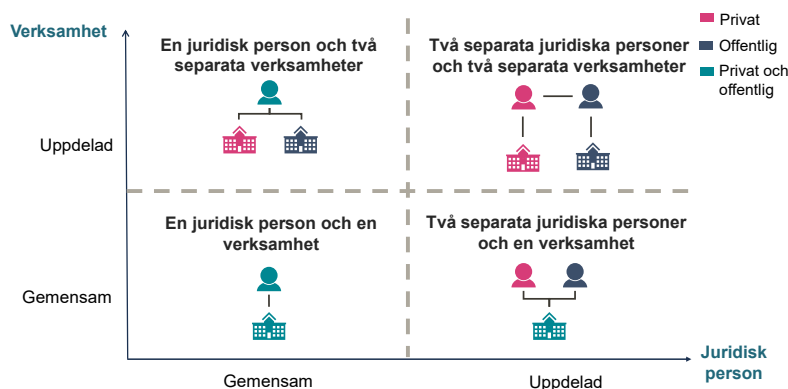 Verksamhet
Privat
Offentlig
Privat och
offentlig
En juridisk person och två
separata verksamheter
Två separata juridiska personer
och två separata verksamheter
Uppdelad
En juridisk person och en
verksamhet
Två separata juridiska personer
och en verksamhet
Gemensam
Gemensam
Uppdelad
Juridisk
person